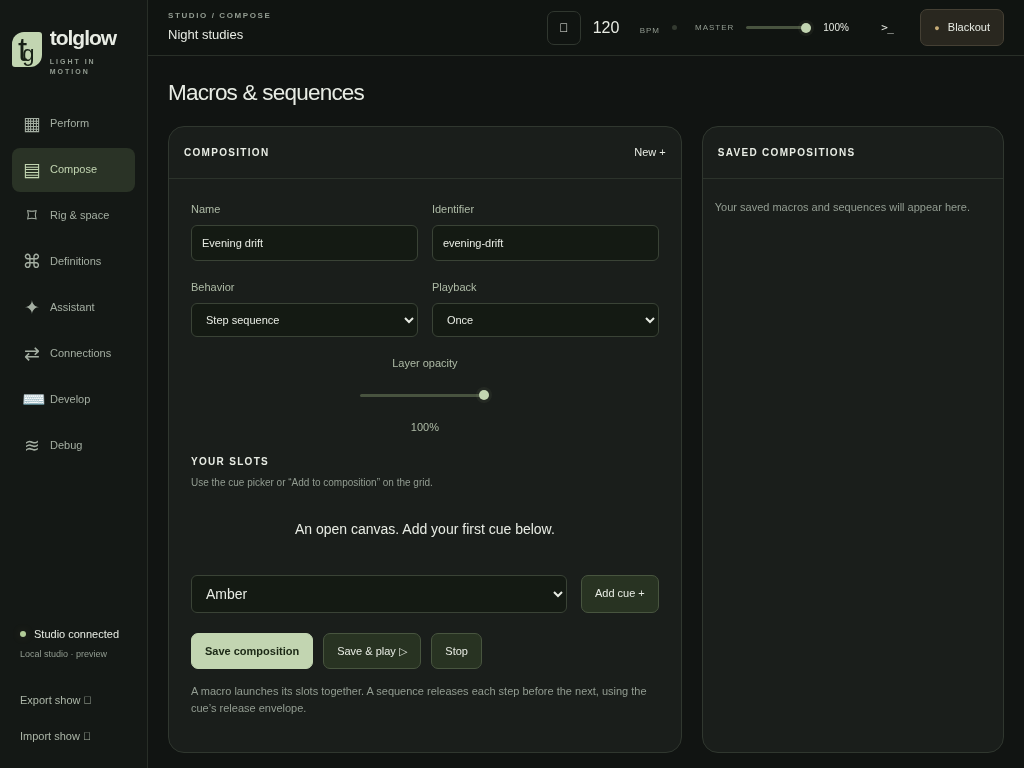 tg
tolglow
LIGHT IN
MOTION
Perform
Compose
Rig & space
Definitions
Assistant
Connections
Develop
Debug
Studio connected
Local studio · preview
Export show
Import show
STUDIO / COMPOSE
Night studies
120 BPM
MASTER 100%
>_
Blackout
Macros & sequences
COMPOSITION
New +
Name
Identifier
Evening drift
evening-drift
Behavior
Playback
Step sequence
Once
Layer opacity
100%
YOUR SLOTS
Use the cue picker or “Add to composition” on the grid.
An open canvas. Add your first cue below.
Amber
Add cue +
Save composition
Save & play ▷
Stop
A macro launches its slots together. A sequence releases each step before the next, using the
cue’s release envelope.
SAVED COMPOSITIONS
Your saved macros and sequences will appear here.